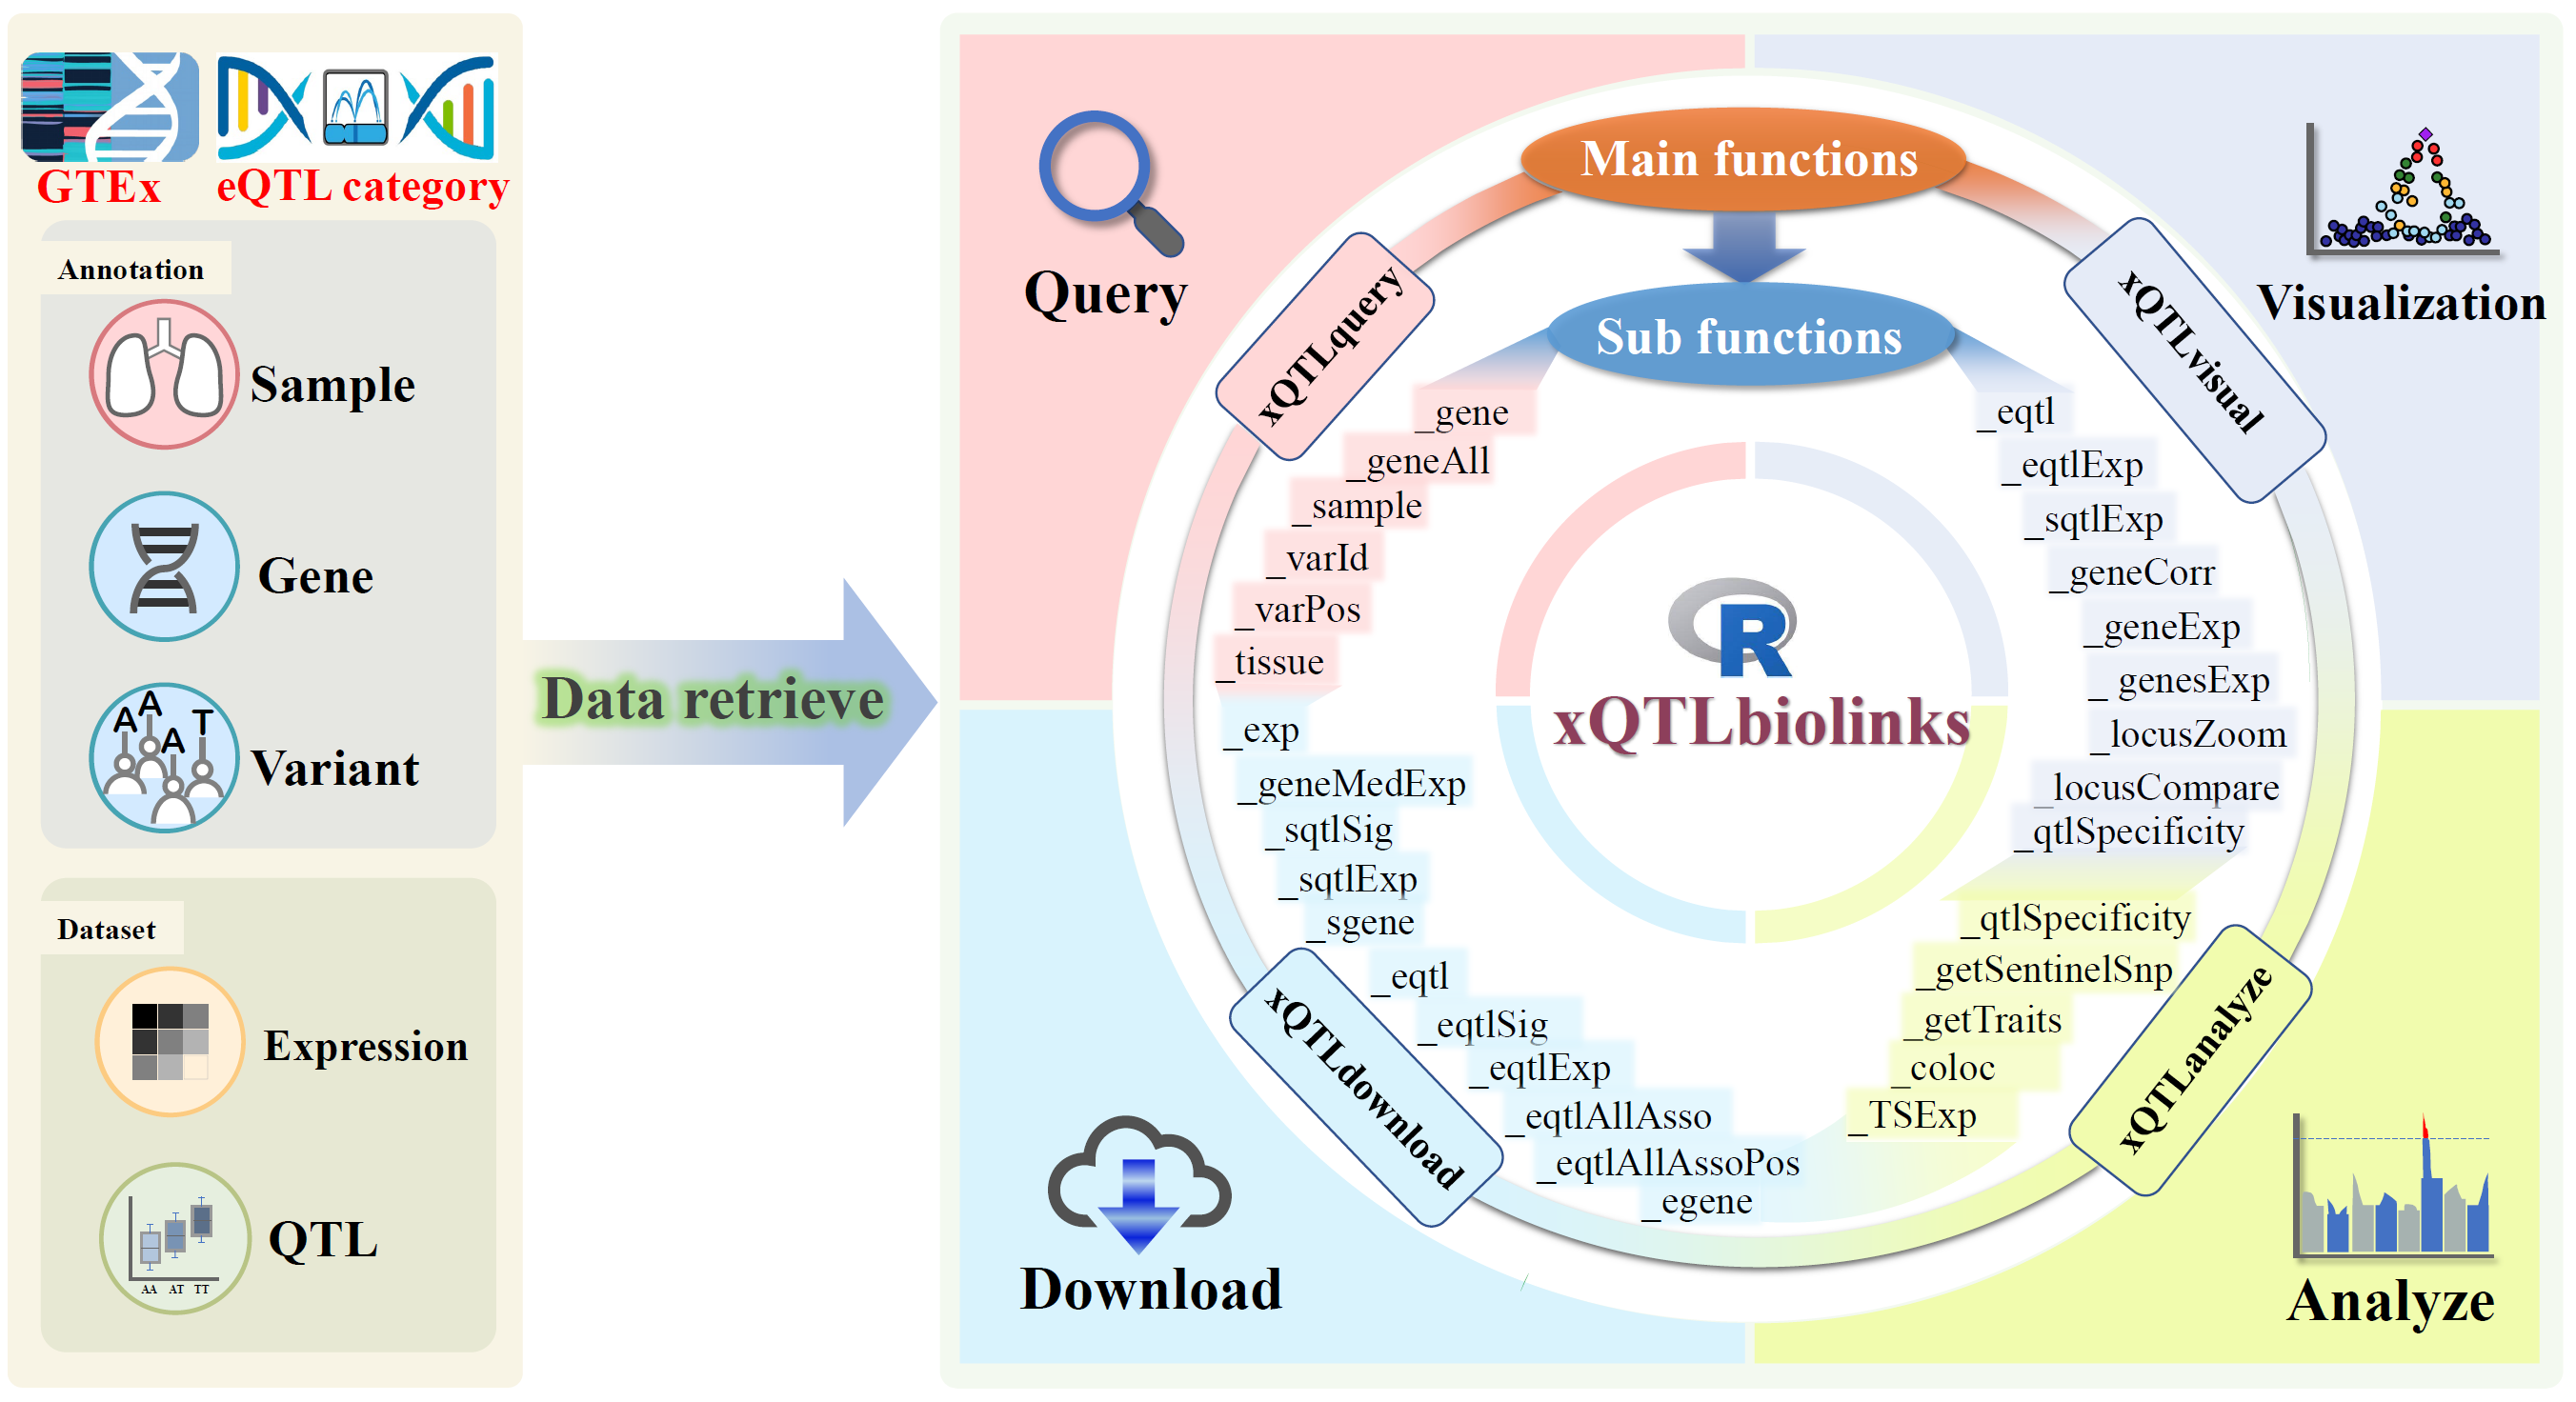 GTEx
eQTL category
Annotation
Sample
Gene
A
A
A
T
Variant
Dataset
Expression
AA AT TT
QTL
Data retrieve
Query
Visualization
Download
Analyze
Main functions
Sub functions
xQTLquery
_gene
_geneAll
_sample
_varId
_varPos
_tissue
xQTLdownload
_exp
_geneMedExp
_sqtlSig
_sqtlExp
_sgene
_eqtl
_eqtlSig
_eqtlExp
_eqtlAllAsso
_eqtlAllAssoPos
_egene
xQTLvisual
_eqtl
_eqtlExp
_sqtlExp
_geneCorr
_geneExp
_ genesExp
_locusZoom
_locusCompare
_qtlSpecificity
xQTLanalyze
_qtlSpecificity
_getSentinelSnp
_getTraits
_coloc
_TSExp
R
xQTLbiolinks